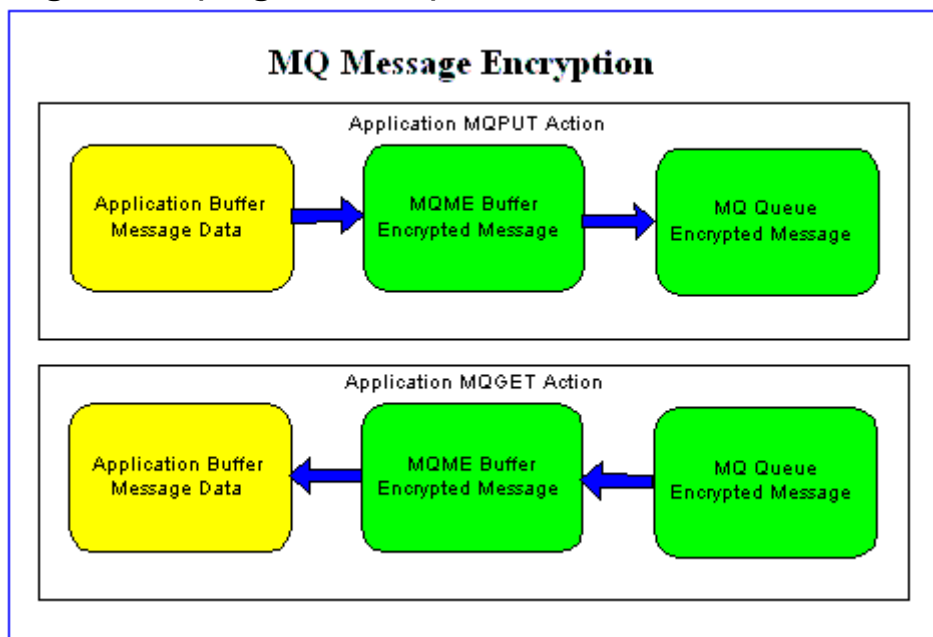 MQ Message Encryption
Application MQPUT Action
Application Buffer
Message Data
MQME Buffer
Encrypted Message
MQ Queue
Encrypted Message
Application MQGET Action
Application Buffer
Message Data
MQME Buffer
Encrypted Message
MQ Queue
Encrypted Message